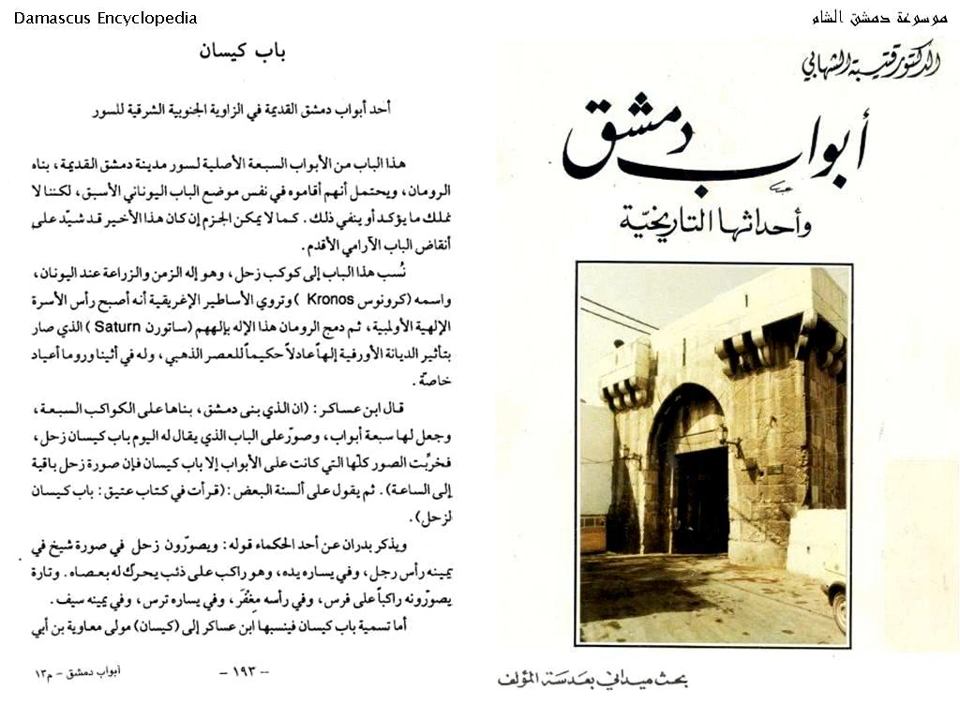 Damascus Encyclopedia
موسوعة دمشق الشام
باب كيسان
أحد أبواب دمشق القديمة في الزاوية الجنوبية الشرقية للسور
هذا الباب من الأبواب السبعة الأصلية لسور مدينة دمشق القديمة، بناه
الرومان، ويحتمل أنهم أقاموه في نفس موضع الباب اليوناني الأسبق، لكننا لا
نملك ما يؤكد أو ينفي ذلك. كما لا يمكن الجزم إن كان هذا الأخير قد شيّد على
أنقاض الباب الآرامي الأقدم.
نُسب هذا الباب إلى كوكب زحل، وهو إله الزمن والزراعة عند اليونان،
واسمه (كرونوس Kronos) وتروي الأساطير الإغريقية أنه أصبح رأس الأسرة
الإلهية الأولمبية، ثم دمج الرومان هذا الإله بإلههم (ساتورن Saturn) الذي صار
بتأثير الديانة الأورفية إلهاً عادلاً حكيماً للعصر الذهبي، وله في أثينا وروما أعياد
خاصّة.
قال ابن عساكر: (ان الذي بنى دمشق، بناها على الكواكب السبعة،
وجعل لها سبعة أبواب، وصوّر على الباب الذي يقال له اليوم باب كيسان زحل،
فخربّت الصور كلّها التي كانت على الأبواب إلا باب كيسان فإن صورة زحل باقية
إلى الساعة). ثم يقول على ألسنة البعض: (قرأت في كتاب عتيق: باب كيسان
لزحل).
ويذكر بدران عن أحد الحكماء قوله: ويصوّرون زحل في صورة شيخ في
يمينه رأس رجل، وفي يساره يده، وهو راكب على ذئب يحركّ له بعصاه. وتارة
يصوّرونه راكباً على فرس، وفي رأسه مِغْفَر، وفي يساره ترس، وفي يمينه سيف.
أما تسمية باب كيسان فينسبها ابن عساكر إلى (كيسان) مولى معاوية بن أبي
-- ١٩٣ --
أبواب دمشق - م١٣
الدكتور قتيبة الشهابي
أبواب دمشق
وأحداثها التاريخيّة
بحث ميداني بعدسة المؤلف